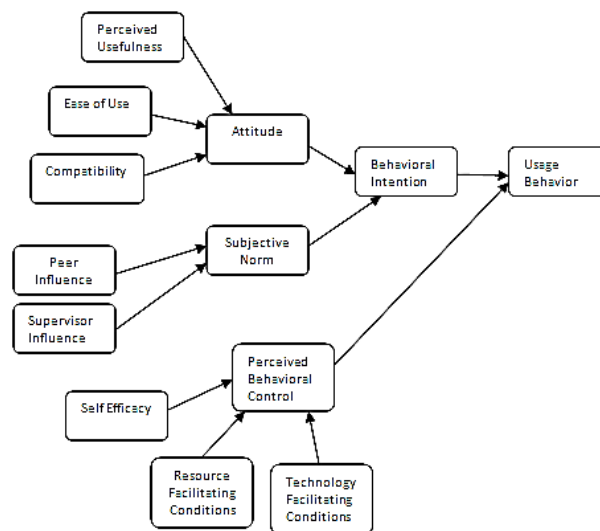 Perceived
Usefulness
Ease of Use
Attitude
Compatibility
Behavioral
Intention
Usage
Behavior
Subjective
Norm
Peer
Influence
Supervisor
Influence
Perceived
Behavioral
Control
Self Efficacy
Resource
Facilitating
Conditions
Technology
Facilitating
Conditions